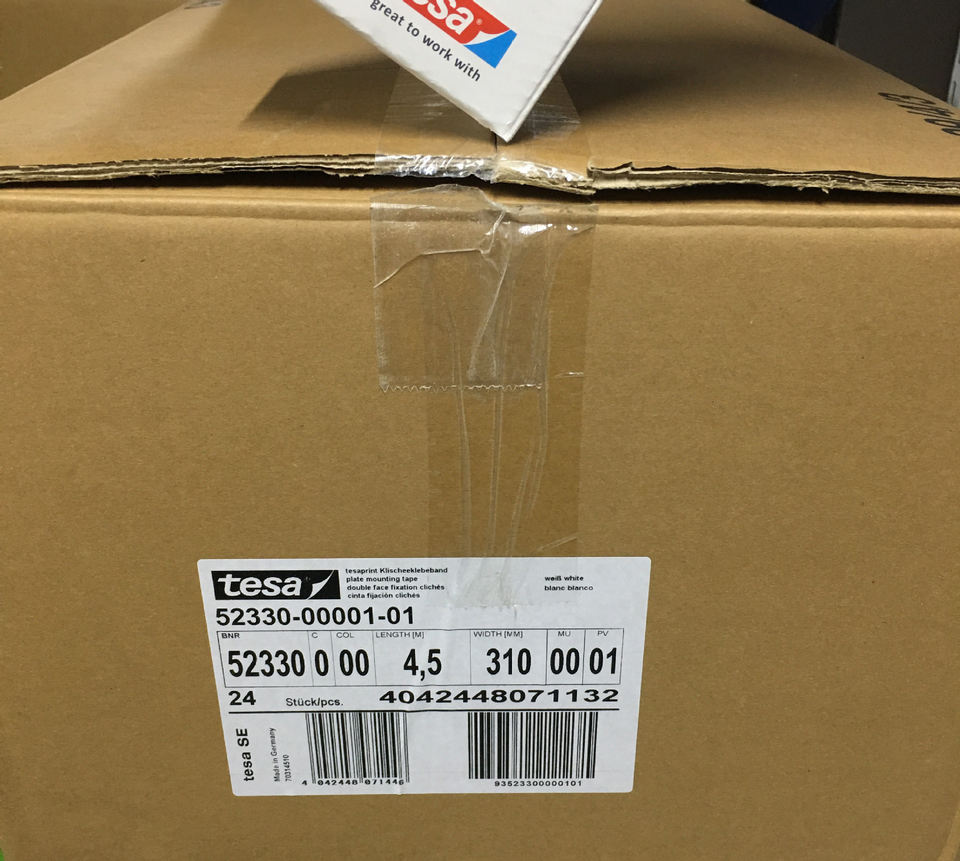 esa
great to work with
tesa
tesaprint Klischeeklebeband
plate mounting tape
double face fixation clichés
cinta fijación clichés
weiß white
blanc blanco
52330-00001-01
BNR C COL LENGTH [M] WIDTH [MM] MU PV
52330 0 00 4,5 310 00 01
24 Stück/pcs. 4042448071132
tesa SE
Made in Germany
70314510
4 042448 071446
93523300000101